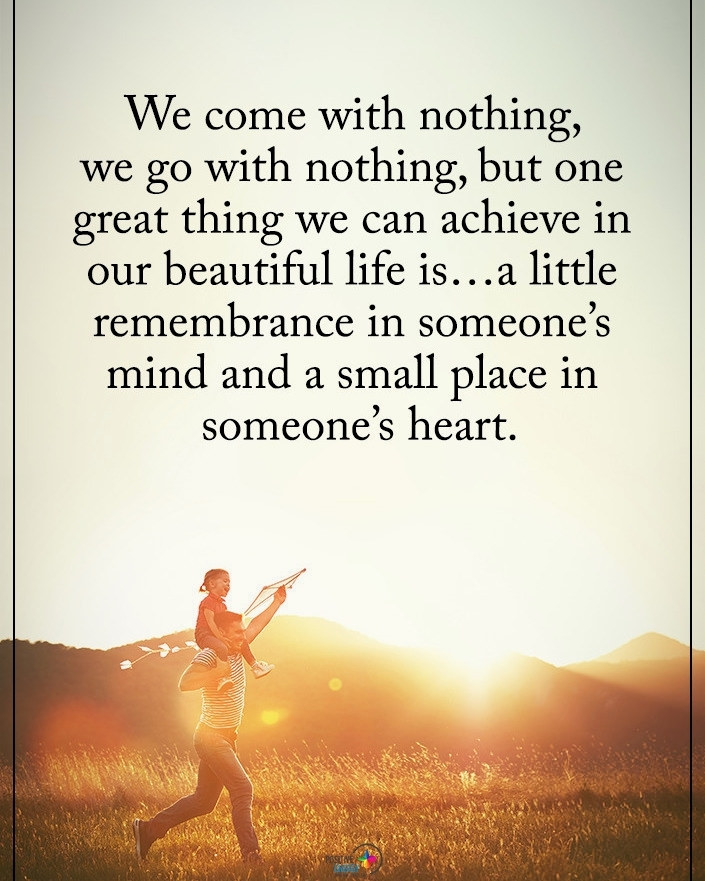 We come with nothing,
we go with nothing, but one
great thing we can achieve in
our beautiful life is…a little
remembrance in someone’s
mind and a small place in
someone’s heart.